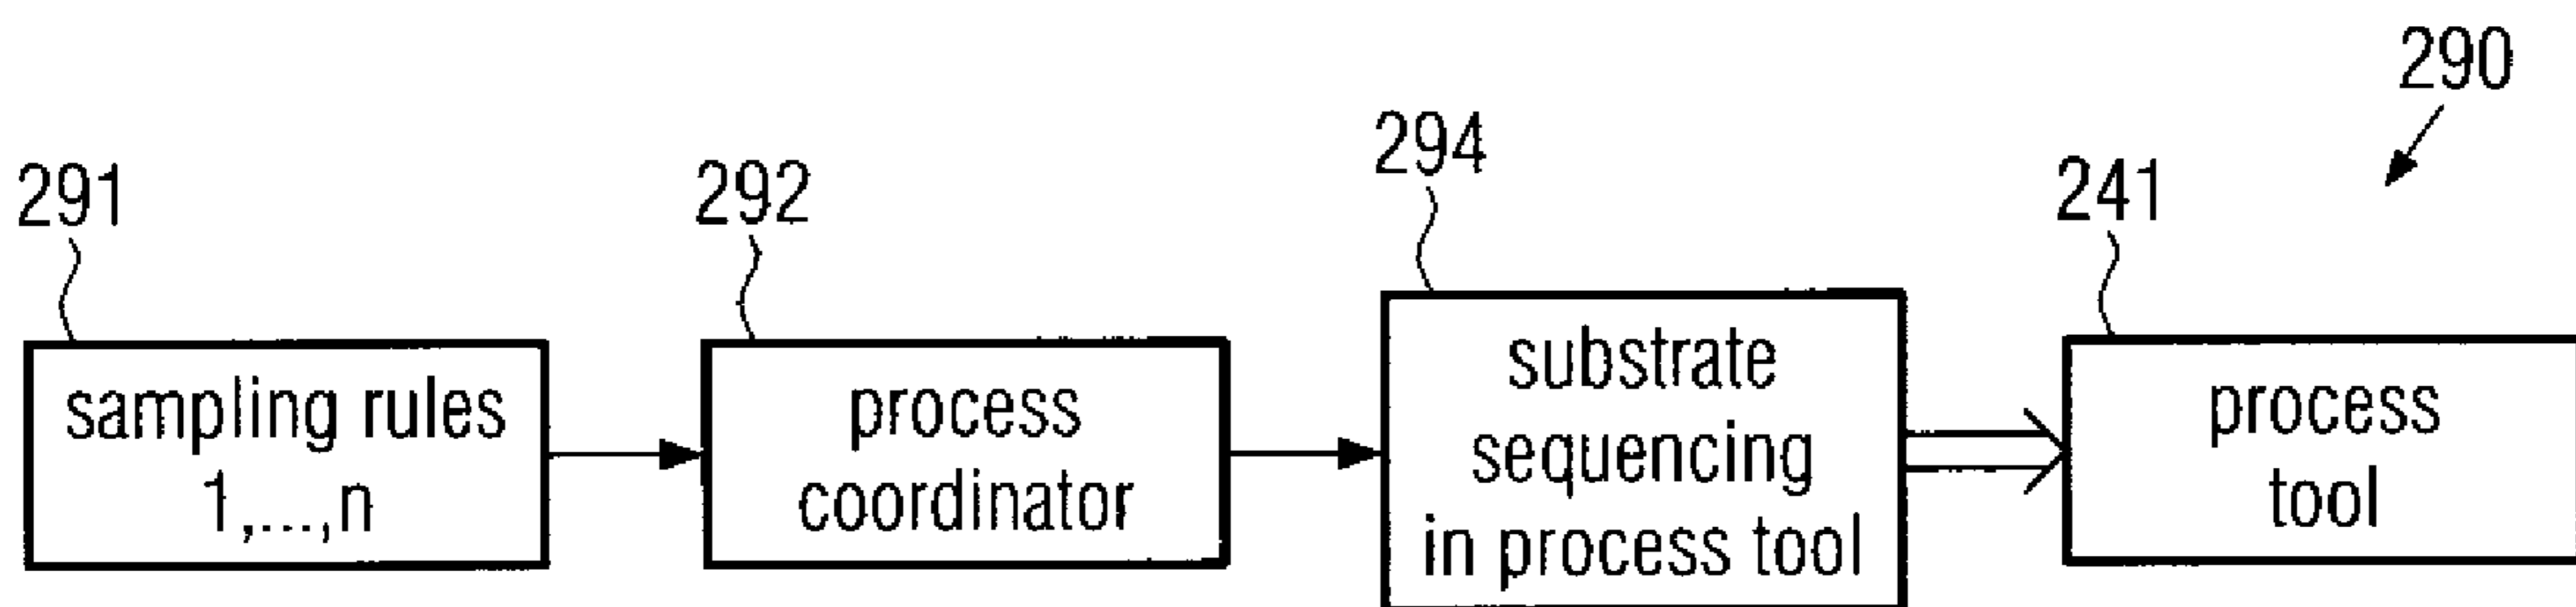 290
291
292
294
241
sampling rules
1,...,n
process
coordinator
substrate
sequencing
in process tool
process
tool